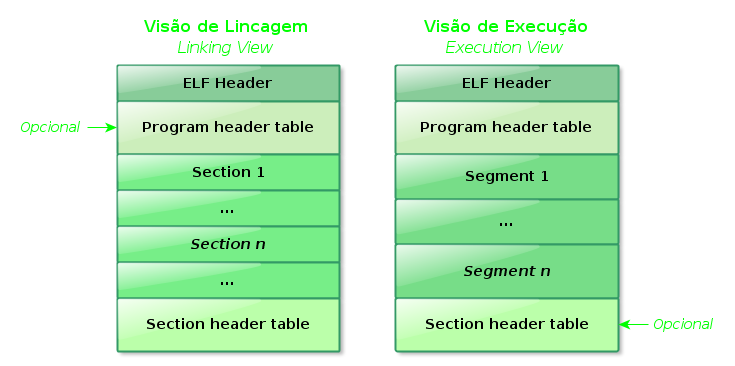 Visão de Lincagem
Linking View
ELF Header
Opcional
Program header table
Section 1
...
Section n
...
Section header table
Visão de Execução
Execution View
ELF Header
Program header table
Segment 1
...
Segment n
Section header table
Opcional